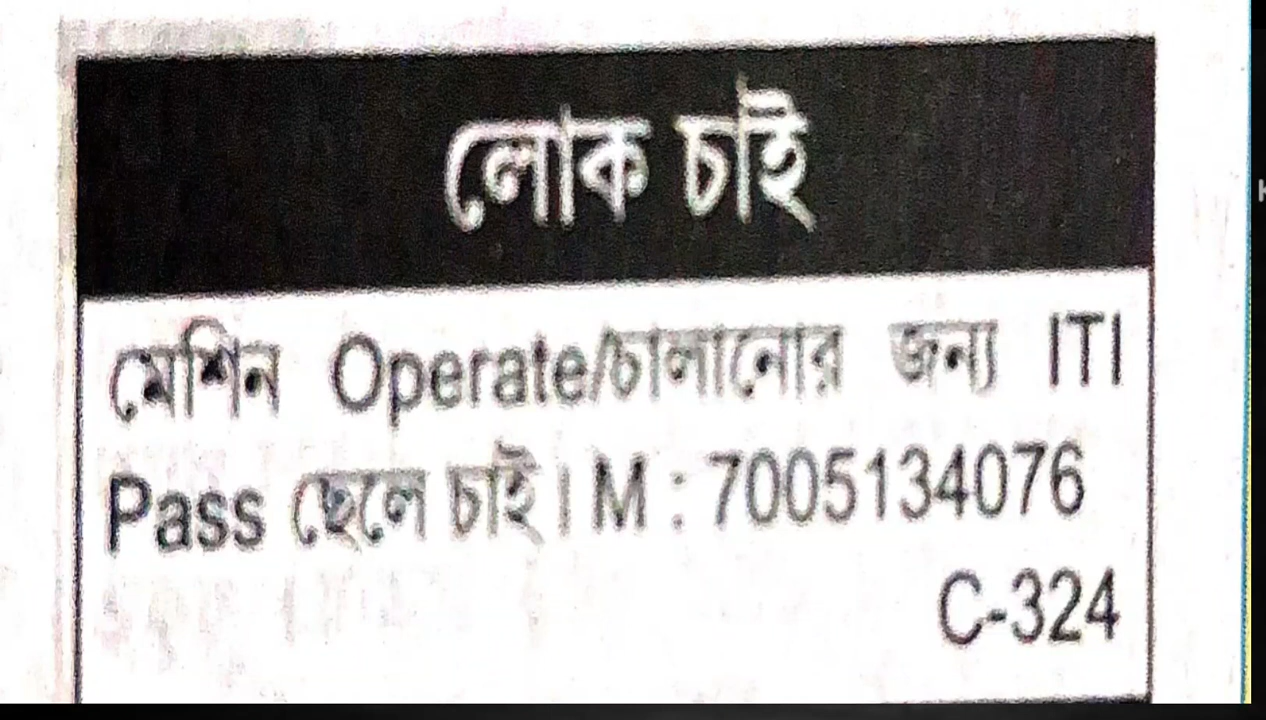 লোক চাই
মেশিন Operate/চালানোর জন্য ITI
Pass ছেলে চাই। M : 7005134076
C-324